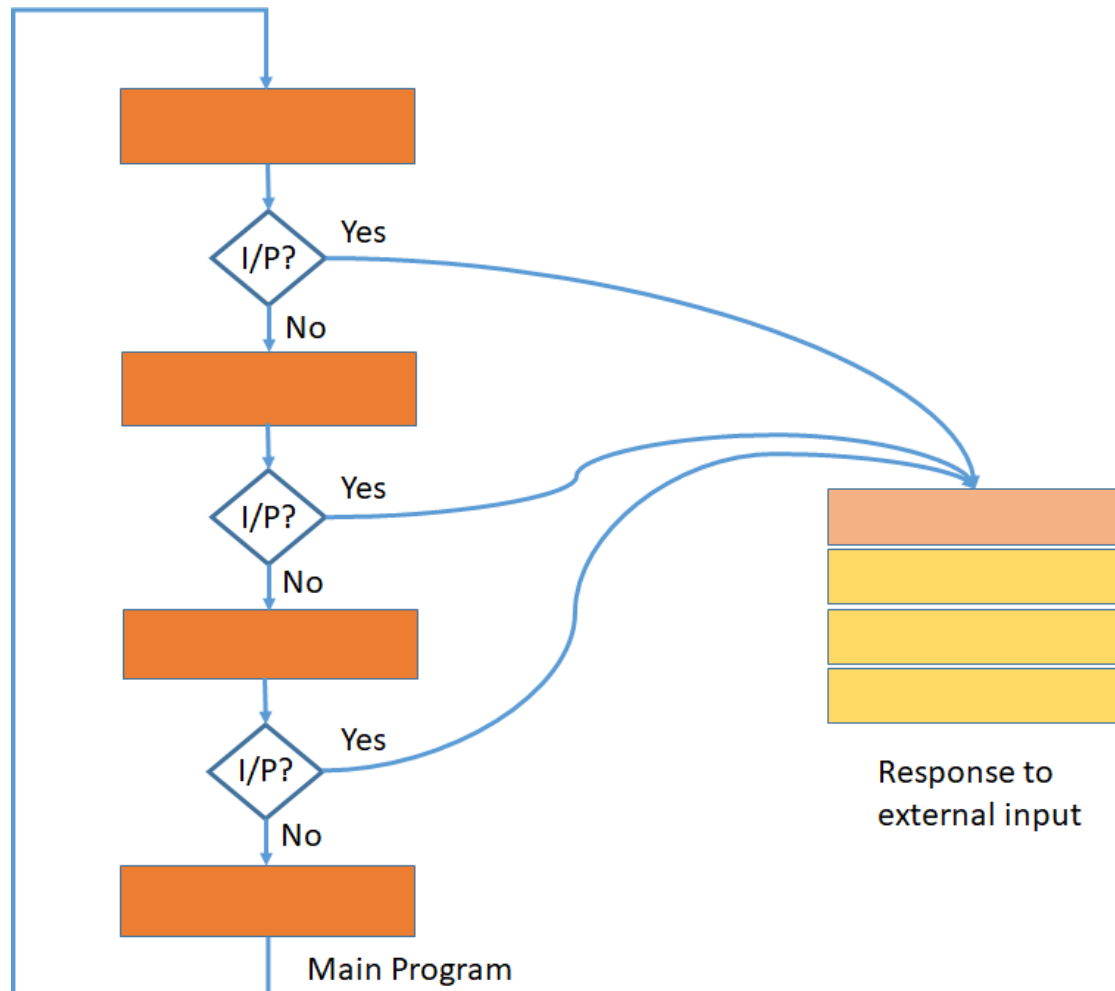 I/P?
Yes
No
I/P?
Yes
No
I/P?
Yes
No
Response to
external input
Main Program